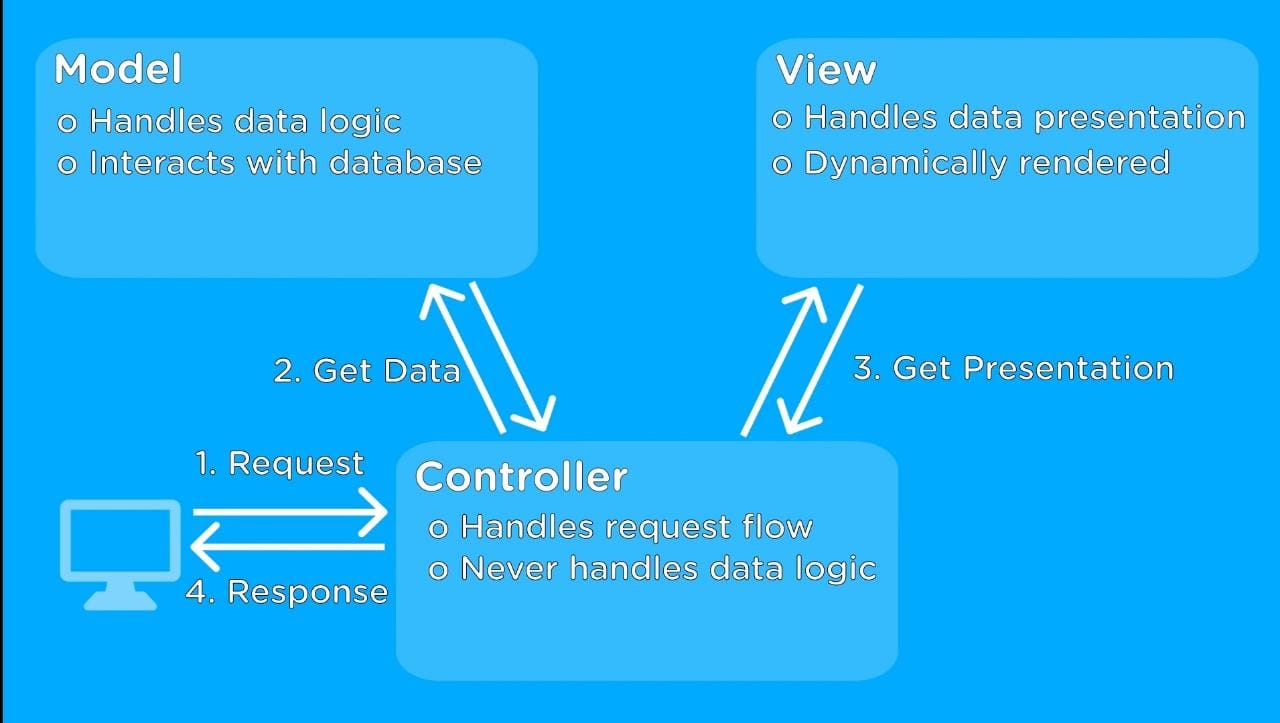 Model
o Handles data logic
o Interacts with database
View
o Handles data presentation
o Dynamically rendered
2. Get Data
3. Get Presentation
1. Request
4. Response
Controller
o Handles request flow
o Never handles data logic